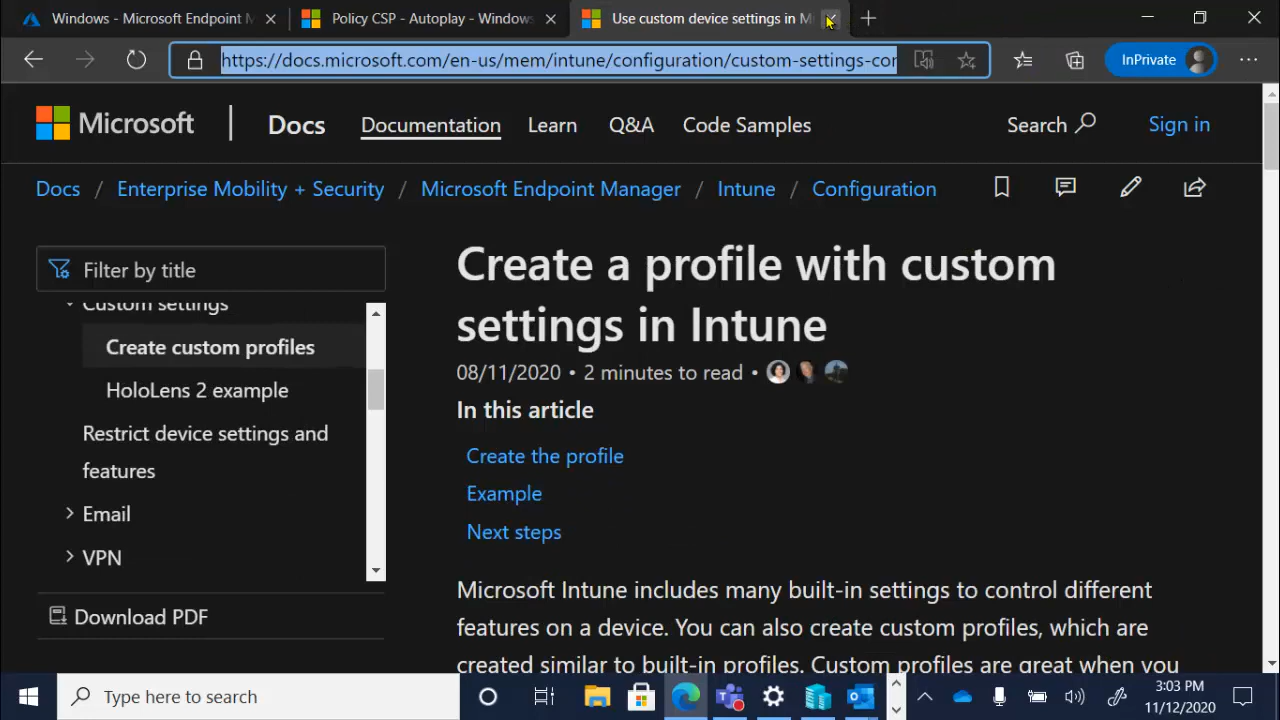 Windows - Microsoft Endpoint M
Policy CSP - Autoplay - Windows
Use custom device settings in M
https://docs.microsoft.com/en-us/mem/intune/configuration/custom-settings-con
InPrivate
Microsoft
Docs
Documentation
Learn
Q&A
Code Samples
Search
Sign in
Docs / Enterprise Mobility + Security / Microsoft Endpoint Manager / Intune / Configuration
Filter by title
Custom settings
Create custom profiles
HoloLens 2 example
Restrict device settings and
features
Email
VPN
Download PDF
Create a profile with custom
settings in Intune
08/11/2020 • 2 minutes to read •
In this article
Create the profile
Example
Next steps
Microsoft Intune includes many built-in settings to control different
features on a device. You can also create custom profiles, which are
created similar to built-in profiles. Custom profiles are great when you
Type here to search
3:03 PM
11/12/2020